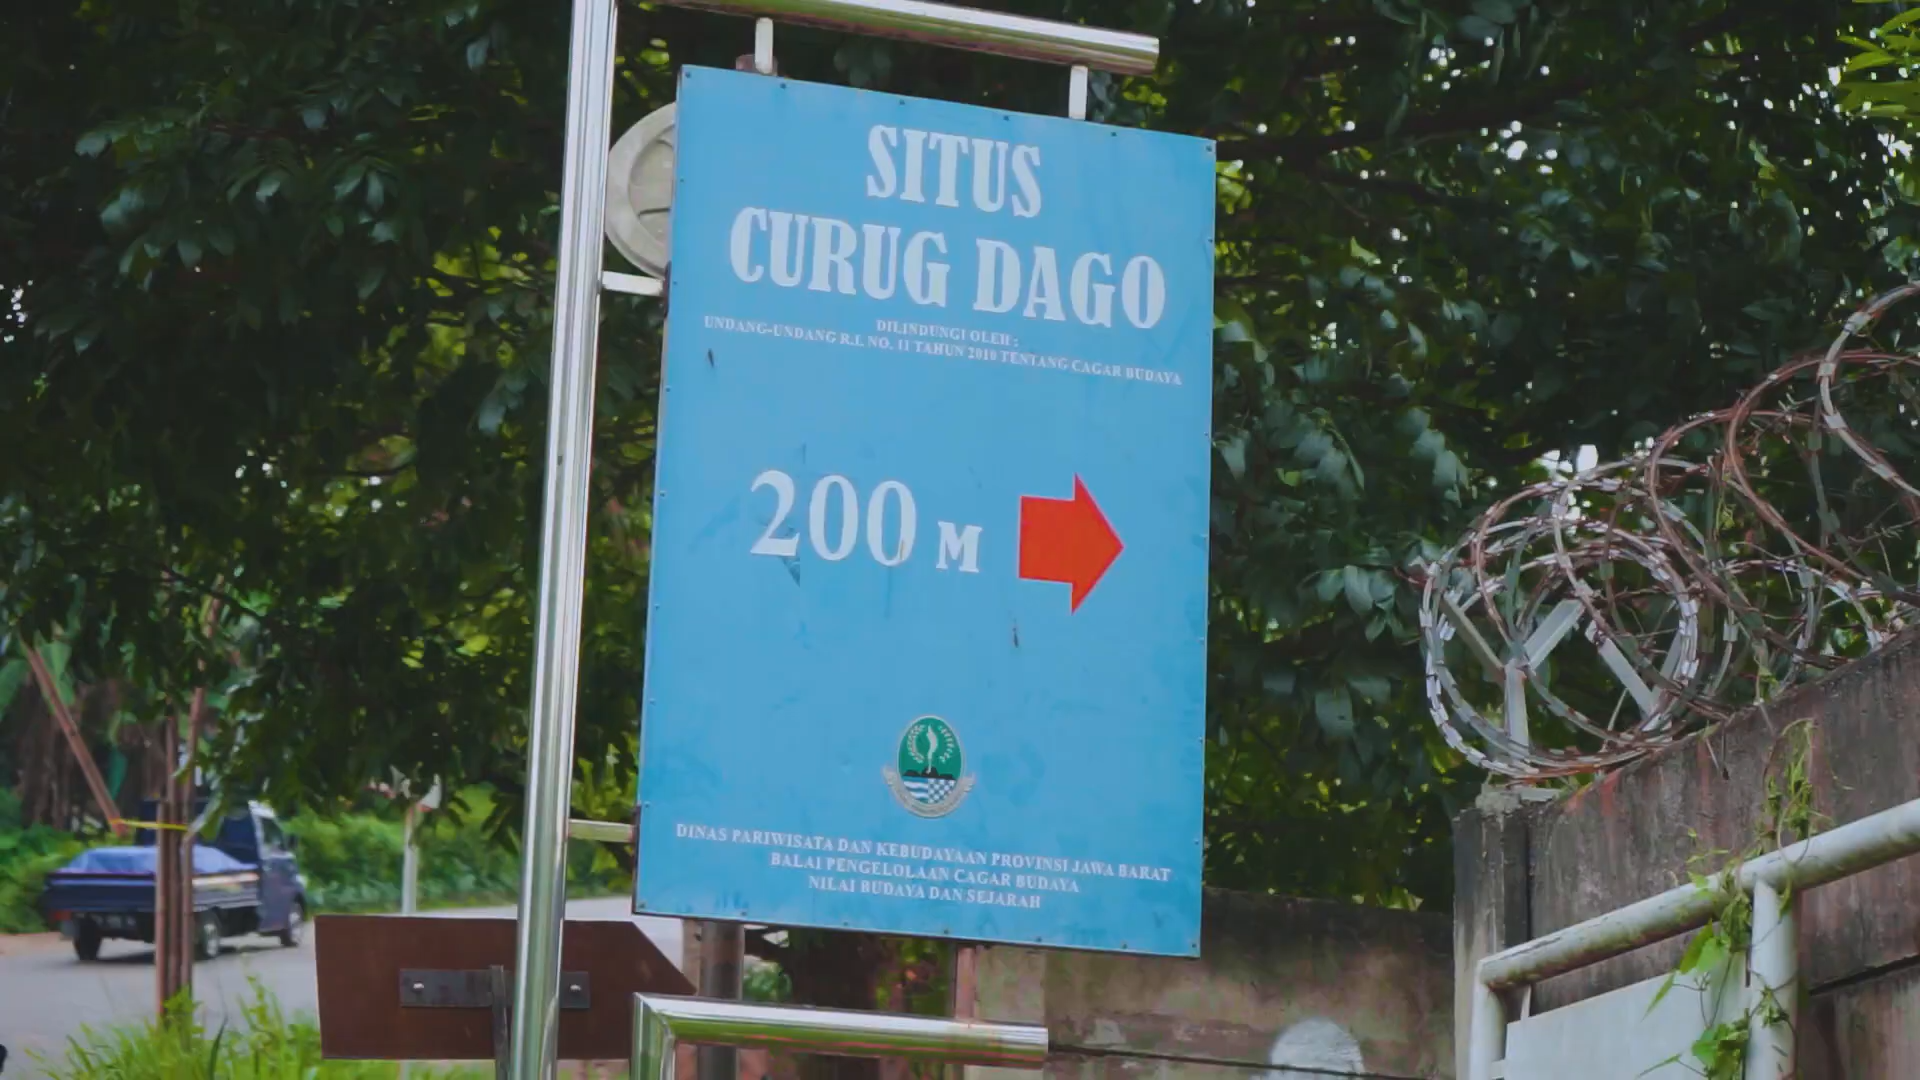 SITUS
CURUG DAGO
DILINDUNGI OLEH :
UNDANG-UNDANG R.I. NO. 11 TAHUN 2010 TENTANG CAGAR BUDAYA
200 M
DINAS PARIWISATA DAN KEBUDAYAAN PROVINSI JAWA BARAT
BALAI PENGELOLAAN CAGAR BUDAYA
NILAI BUDAYA DAN SEJARAH